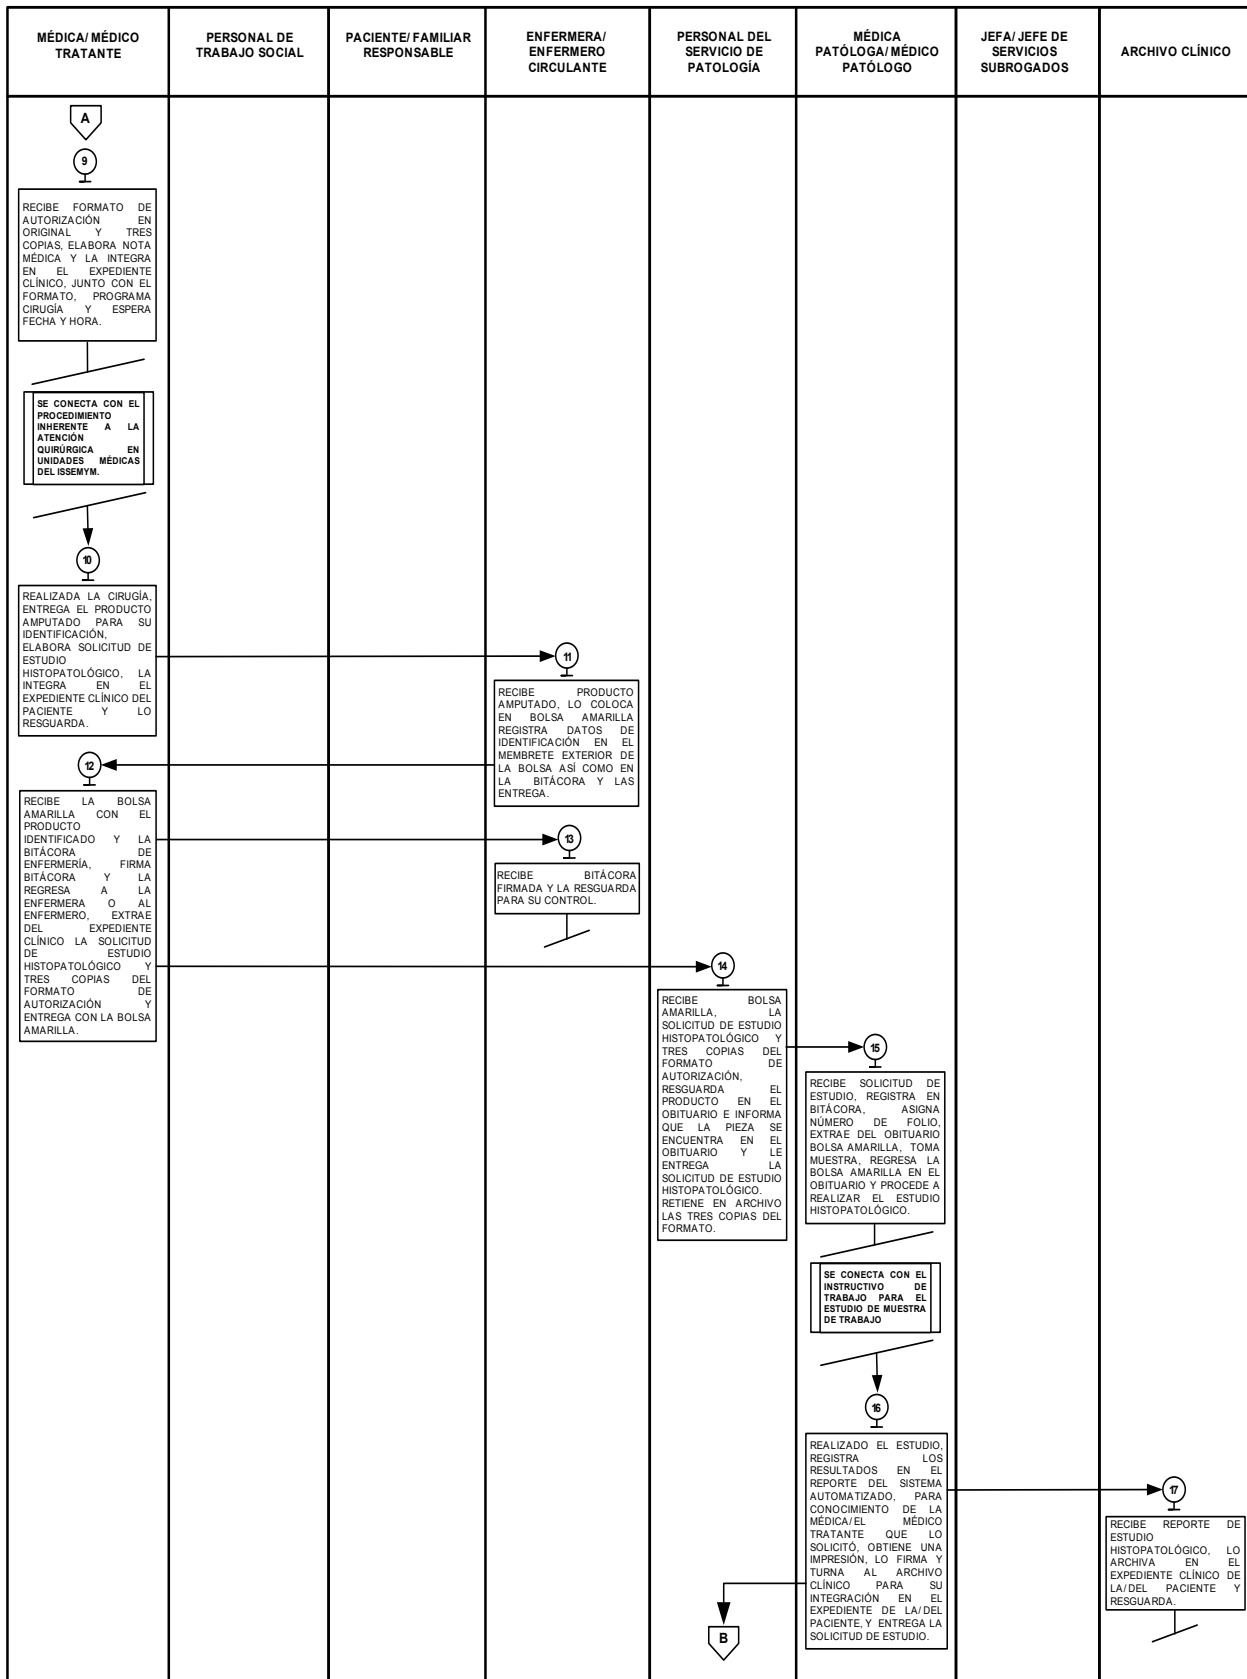 MÉDICA/ MÉDICO
TRATANTE
PERSONAL DE
TRABAJO SOCIAL
PACIENTE/ FAMILIAR
RESPONSABLE
ENFERMERA/
ENFERMERO
CIRCULANTE
PERSONAL DEL
SERVICIO DE
PATOLOGÍA
MÉDICA
PATÓLOGA/ MÉDICO
PATÓLOGO
JEFA/ JEFE DE
SERVICIOS
SUBROGADOS
ARCHIVO CLÍNICO
A
9
RECIBE FORMATO DE
AUTORIZACIÓN EN
ORIGINAL Y TRES
COPIAS, ELABORA NOTA
MÉDICA Y LA INTEGRA
EN EL EXPEDIENTE
CLÍNICO, JUNTO CON EL
FORMATO, PROGRAMA
CIRUGÍA Y ESPERA
FECHA Y HORA.
SE CONECTA CON EL
PROCEDIMIENTO
INHERENTE A LA
ATENCIÓN
QUIRÚRGICA EN
UNIDADES MÉDICAS
DEL ISSEMYM.
10
REALIZADA LA CIRUGÍA,
ENTREGA EL PRODUCTO
AMPUTADO PARA SU
IDENTIFICACIÓN,
ELABORA SOLICITUD DE
ESTUDIO
HISTOPATOLÓGICO, LA
INTEGRA EN EL
EXPEDIENTE CLÍNICO DEL
PACIENTE Y LO
RESGUARDA.
11
RECIBE PRODUCTO
AMPUTADO, LO COLOCA
EN BOLSA AMARILLA
REGISTRA DATOS DE
IDENTIFICACIÓN EN EL
MEMBRETE EXTERIOR DE
LA BOLSA ASÍ COMO EN
LA BITÁCORA Y LAS
ENTREGA.
12
RECIBE LA BOLSA
AMARILLA CON EL
PRODUCTO
IDENTIFICADO Y LA
BITÁCORA DE
ENFERMERÍA, FIRMA
BITÁCORA Y LA
REGRESA A LA
ENFERMERA O AL
ENFERMERO, EXTRAE
DEL EXPEDIENTE
CLÍNICO LA SOLICITUD
DE ESTUDIO
HISTOPATOLÓGICO Y
TRES COPIAS DEL
FORMATO DE
AUTORIZACIÓN Y
ENTREGA CON LA BOLSA
AMARILLA.
13
RECIBE BITÁCORA
FIRMADA Y LA RESGUARDA
PARA SU CONTROL.
14
RECIBE BOLSA
AMARILLA, LA
SOLICITUD DE ESTUDIO
HISTOPATOLÓGICO Y
TRES COPIAS DEL
FORMATO DE
AUTORIZACIÓN,
RESGUARDA EL
PRODUCTO EN EL
OBITUARIO E INFORMA
QUE LA PIEZA SE
ENCUENTRA EN EL
OBITUARIO Y LE
ENTREGA LA
SOLICITUD DE ESTUDIO
HISTOPATOLÓGICO.
RETIENE EN ARCHIVO
LAS TRES COPIAS DEL
FORMATO.
15
RECIBE SOLICITUD DE
ESTUDIO, REGISTRA EN
BITÁCORA, ASIGNA
NÚMERO DE FOLIO,
EXTRAE DEL OBITUARIO
BOLSA AMARILLA, TOMA
MUESTRA, REGRESA LA
BOLSA AMARILLA EN EL
OBITUARIO Y PROCEDE A
REALIZAR EL ESTUDIO
HISTOPATOLÓGICO.
SE CONECTA CON EL
INSTRUCTIVO DE
TRABAJO PARA EL
ESTUDIO DE MUESTRA
DE TRABAJO
16
REALIZADO EL ESTUDIO,
REGISTRA LOS
RESULTADOS EN EL
REPORTE DEL SISTEMA
AUTOMATIZADO, PARA
CONOCIMIENTO DE LA
MÉDICA/ EL MÉDICO
TRATANTE QUE LO
SOLICITÓ, OBTIENE UNA
IMPRESIÓN, LO FIRMA Y
TURNA AL ARCHIVO
CLÍNICO PARA SU
INTEGRACIÓN EN EL
EXPEDIENTE DE LA/ DEL
PACIENTE, Y ENTREGA LA
SOLICITUD DE ESTUDIO.
17
RECIBE REPORTE DE
ESTUDIO
HISTOPATOLÓGICO, LO
ARCHIVA EN EL
EXPEDIENTE CLÍNICO DE
LA/ DEL PACIENTE Y
RESGUARDA.
B